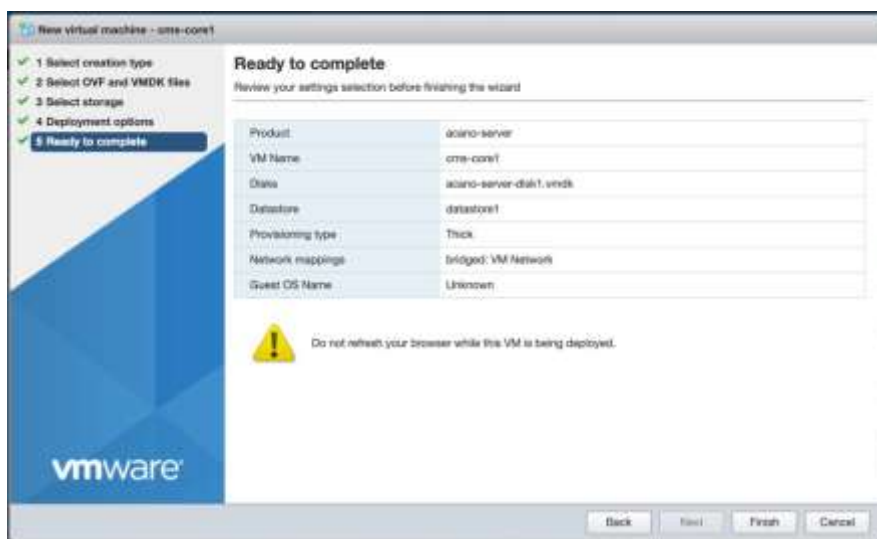 New virtual machine - cms-core1
1 Select creation type
2 Select OVF and VMDK files
3 Select storage
4 Deployment options
5 Ready to complete
Ready to complete
Review your settings selection before finishing the wizard
Product acano-server
VM Name cms-core1
Disks acano-server-disk1.vmdk
Datastore datastore1
Provisioning type Thick
Network mappings bridged: VM Network
Guest OS Name Unknown
Do not refresh your browser while this VM is being deployed.
vmware
Back Next Finish Cancel